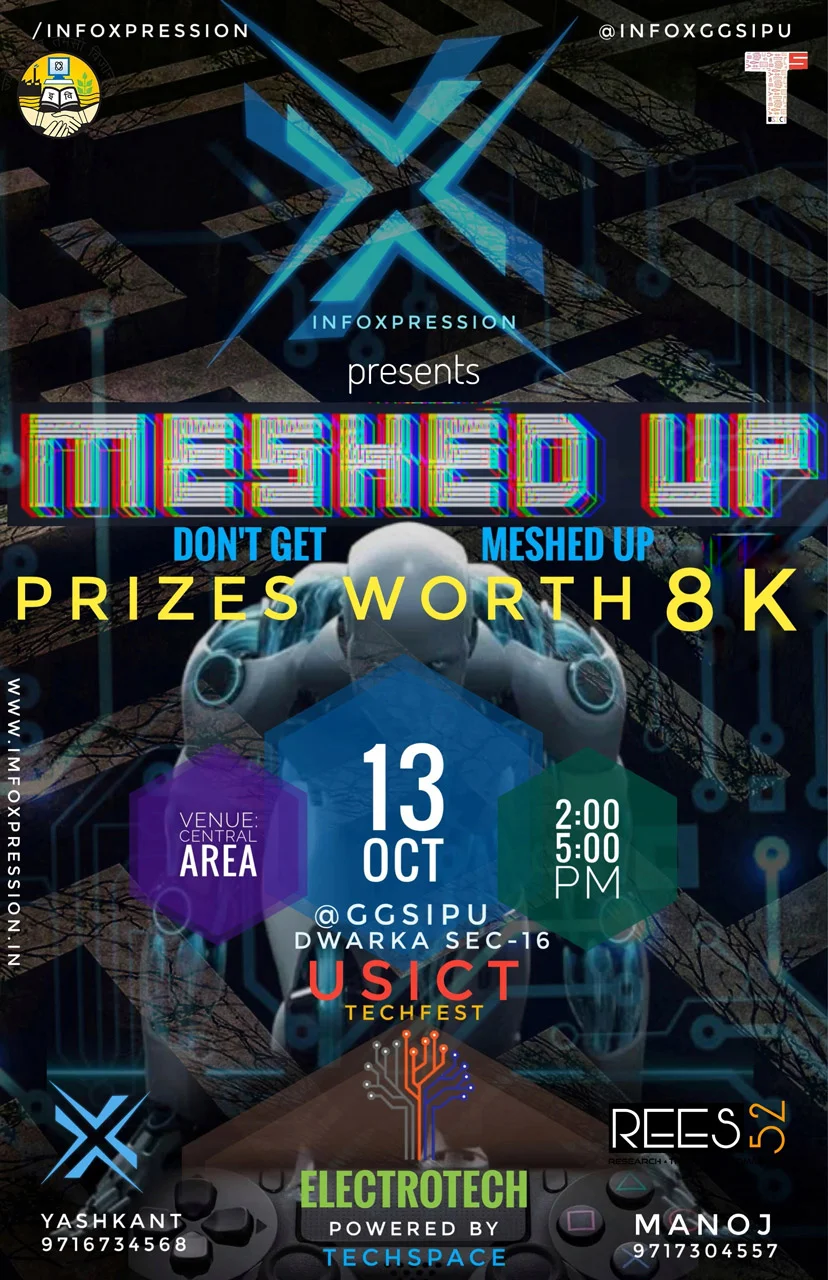 /INFOXPRESSION
@INFOXGGSIPU
INFOXPRESSION
presents
MESHED UP
DON'T GET MESHED UP
PRIZES WORTH 8K
WWW.IMFOXPRESSION.IN
VENUE:
CENTRAL
AREA
13
OCT
2:00
5:00
PM
@GGSIPU
DWARKA SEC-16
USICT
TECHFEST
REES52
ELECTROTECH
POWERED BY
TECHSPACE
YASHKANT
9716734568
MANOJ
9717304557